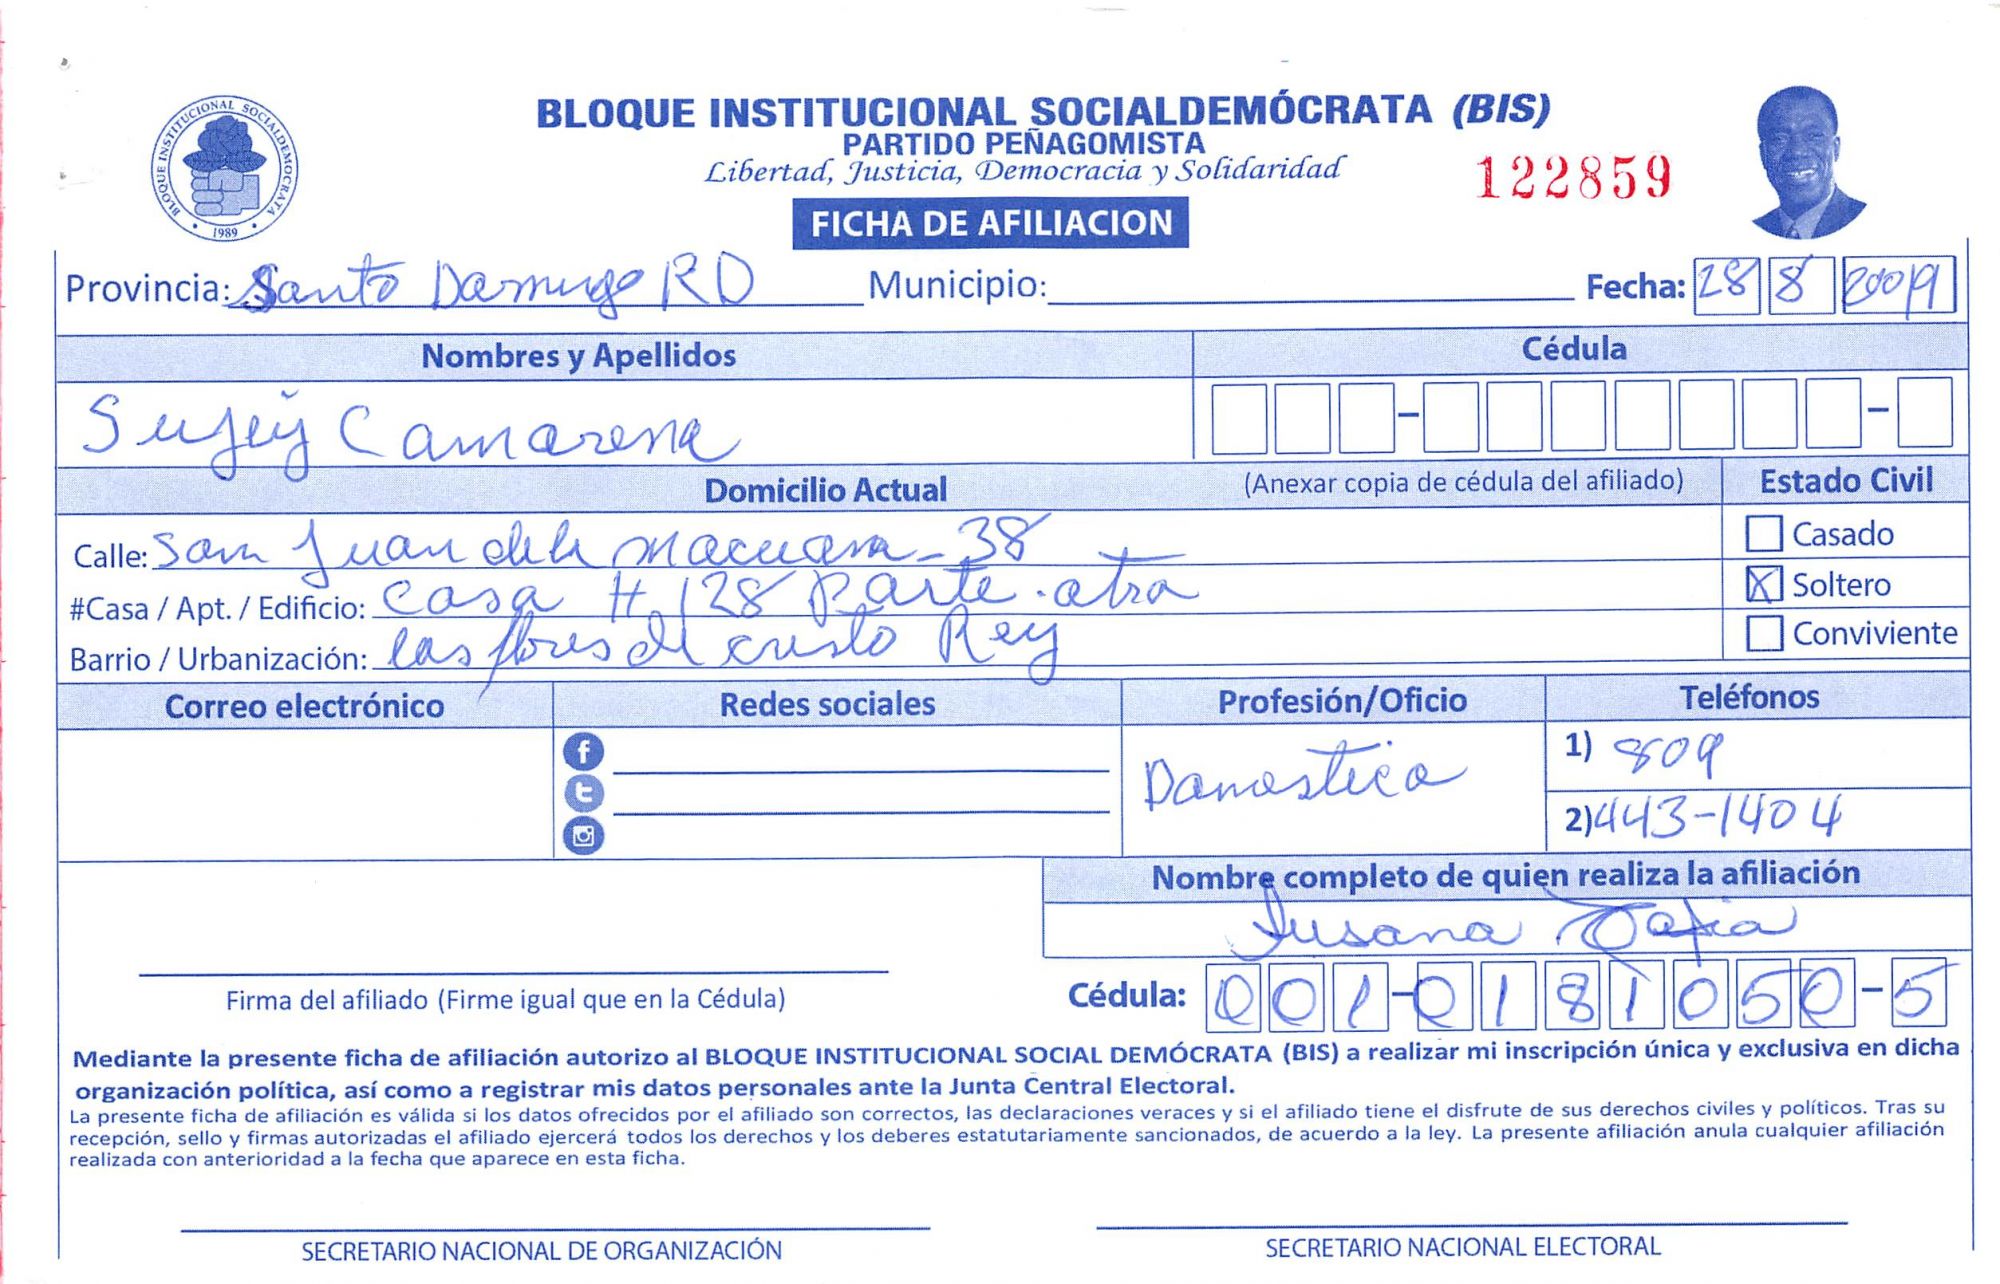 BLOQUE INSTITUCIONAL SOCIALDEMÓCRATA (BIS)
PARTIDO PEÑAGOMISTA
Libertad, Justicia, Democracia y Solidaridad
122859
BLOQUE INSTITUCIONAL SOCIALDEMOCRATA
1989
FICHA DE AFILIACION
Provincia: Santo Domingo RD Municipio: Fecha: 28 8 2009
Nombres y Apellidos Cédula
Sujey Camarena
Domicilio Actual (Anexar copia de cédula del afiliado) Estado Civil
Calle: San Juan dela macuana - 38
Casado
#Casa / Apt. / Edificio: Casa # 128 parte. atra
Soltero
Barrio / Urbanización: las flores de cristo Rey
Conviviente
Correo electrónico Redes sociales Profesión/Oficio Teléfonos
Damestica
1) 809
2) 443-1404
Nombre completo de quien realiza la afiliación
Susana Tapia
Firma del afiliado (Firme igual que en la Cédula) Cédula: 001-0181050-5
Mediante la presente ficha de afiliación autorizo al BLOQUE INSTITUCIONAL SOCIAL DEMÓCRATA (BIS) a realizar mi inscripción única y exclusiva en dicha
organización política, así como a registrar mis datos personales ante la Junta Central Electoral.
La presente ficha de afiliación es válida si los datos ofrecidos por el afiliado son correctos, las declaraciones veraces y si el afiliado tiene el disfrute de sus derechos civiles y políticos. Tras su
recepción, sello y firmas autorizadas el afiliado ejercerá todos los derechos y los deberes estatutariamente sancionados, de acuerdo a la ley. La presente afiliación anula cualquier afiliación
realizada con anterioridad a la fecha que aparece en esta ficha.
SECRETARIO NACIONAL DE ORGANIZACIÓN SECRETARIO NACIONAL ELECTORAL